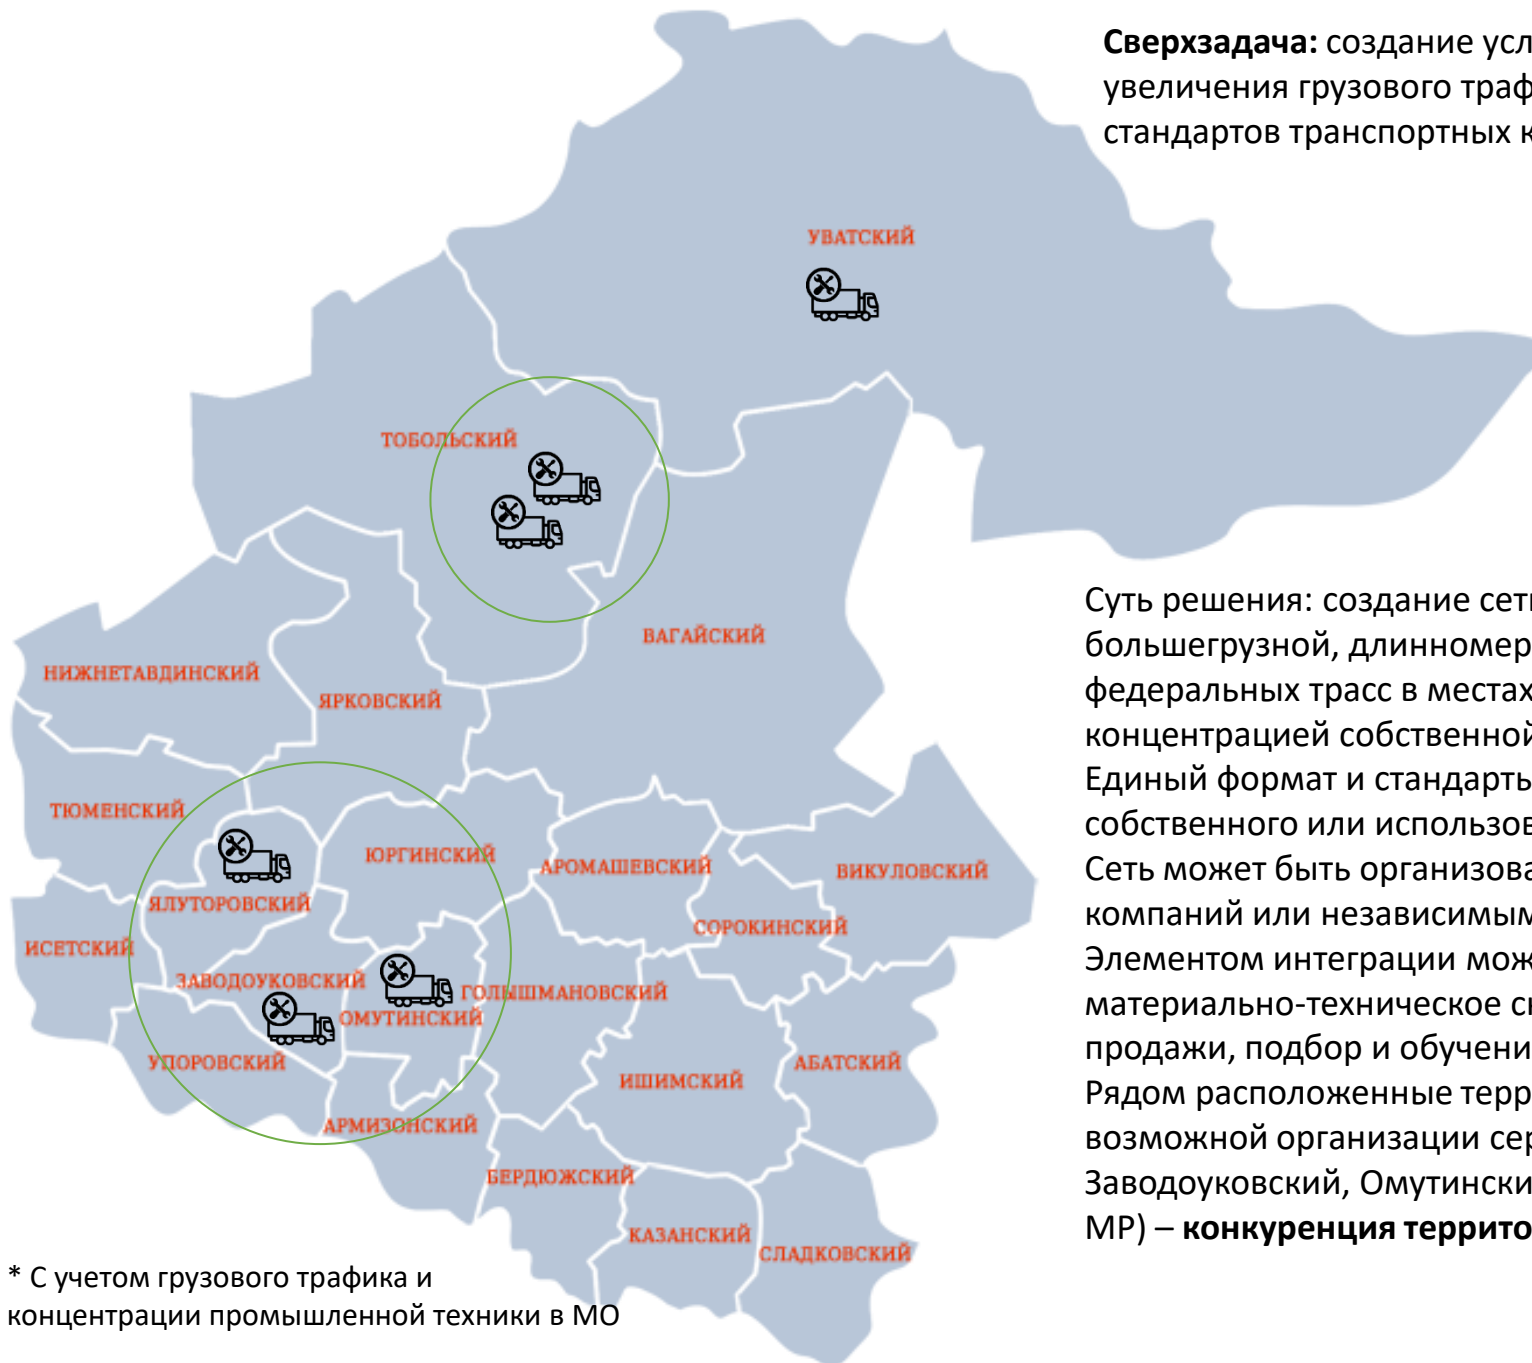 Сверхзадача: создание усл
увеличения грузового траф
стандартов транспортных к
УВАТСКИЙ
ТОБОЛЬСКИЙ
ВАГАЙСКИЙ
НИЖНЕТАВДИНСКИЙ
ЯРКОВСКИЙ
ТЮМЕНСКИЙ
ЮРГИНСКИЙ
АРОМАШЕВСКИЙ
ВИКУЛОВСКИЙ
ЯЛУТОРОВСКИЙ
СОРОКИНСКИЙ
ИСЕТСКИЙ
ЗАВОДОУКОВСКИЙ
ГОЛЫШМАНОВСКИЙ
ОМУТИНСКИЙ
УПОРОВСКИЙ
ИШИМСКИЙ
АБАТСКИЙ
АРМИЗОНСКИЙ
БЕРДЮЖСКИЙ
КАЗАНСКИЙ
СЛАДКОВСКИЙ
Суть решения: создание сет
большегрузной, длинномер
федеральных трасс в местах
концентрацией собственной
Единый формат и стандарты
собственного или использов
Сеть может быть организова
компаний или независимым
Элементом интеграции мож
материально-техническое с
продажи, подбор и обучени
Рядом расположенные терр
возможной организации сер
Заводоуковский, Омутински
МР) – конкуренция террито
* С учетом грузового трафика и
концентрации промышленной техники в МО